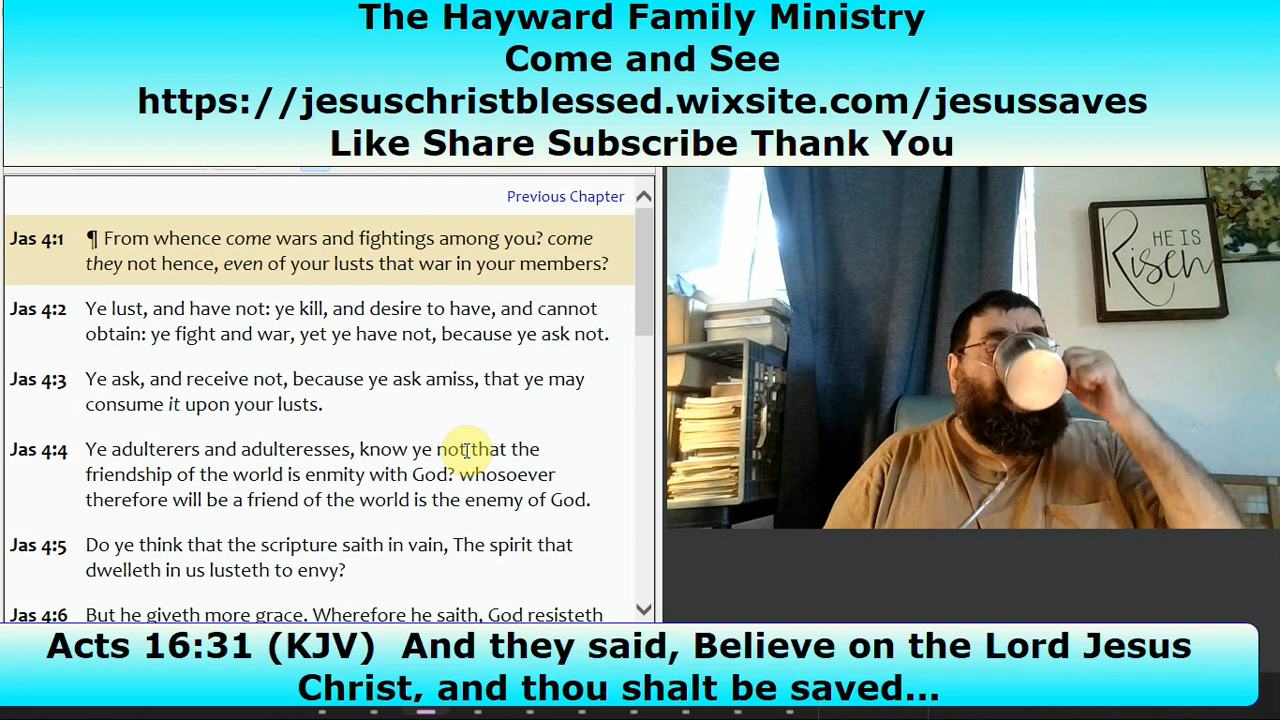 The Hayward Family Ministry
Come and See
https://jesuschristblessed.wixsite.com/jesussaves
Like Share Subscribe Thank You
Previous Chapter
Jas 4:1 ¶ From whence come wars and fightings among you? come
they not hence, even of your lusts that war in your members?
Jas 4:2 Ye lust, and have not: ye kill, and desire to have, and cannot
obtain: ye fight and war, yet ye have not, because ye ask not.
Jas 4:3 Ye ask, and receive not, because ye ask amiss, that ye may
consume it upon your lusts.
Jas 4:4 Ye adulterers and adulteresses, know ye not that the
friendship of the world is enmity with God? whosoever
therefore will be a friend of the world is the enemy of God.
Jas 4:5 Do ye think that the scripture saith in vain, The spirit that
dwelleth in us lusteth to envy?
Jas 4:6 But he giveth more grace. Wherefore he saith, God resisteth
HE IS
Risen
Acts 16:31 (KJV) And they said, Believe on the Lord Jesus
Christ, and thou shalt be saved...